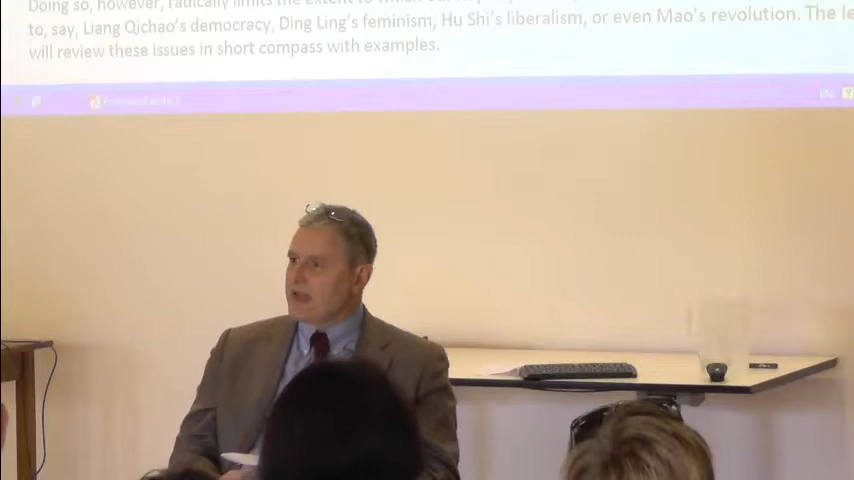 Doing so, however, radically limits the extent to which
to, say, Liang Qichao's democracy, Ding Ling's feminism, Hu Shi's liberalism, or even Mao's revolution. The le
will review these issues in short compass with examples.
EN